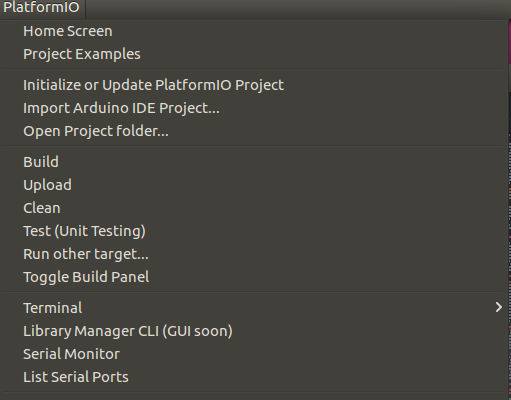 PlatformIO
Home Screen
Project Examples
Initialize or Update PlatformIO Project
Import Arduino IDE Project...
Open Project folder...
Build
Upload
Clean
Test (Unit Testing)
Run other target...
Toggle Build Panel
Terminal
Library Manager CLI (GUI soon)
Serial Monitor
List Serial Ports